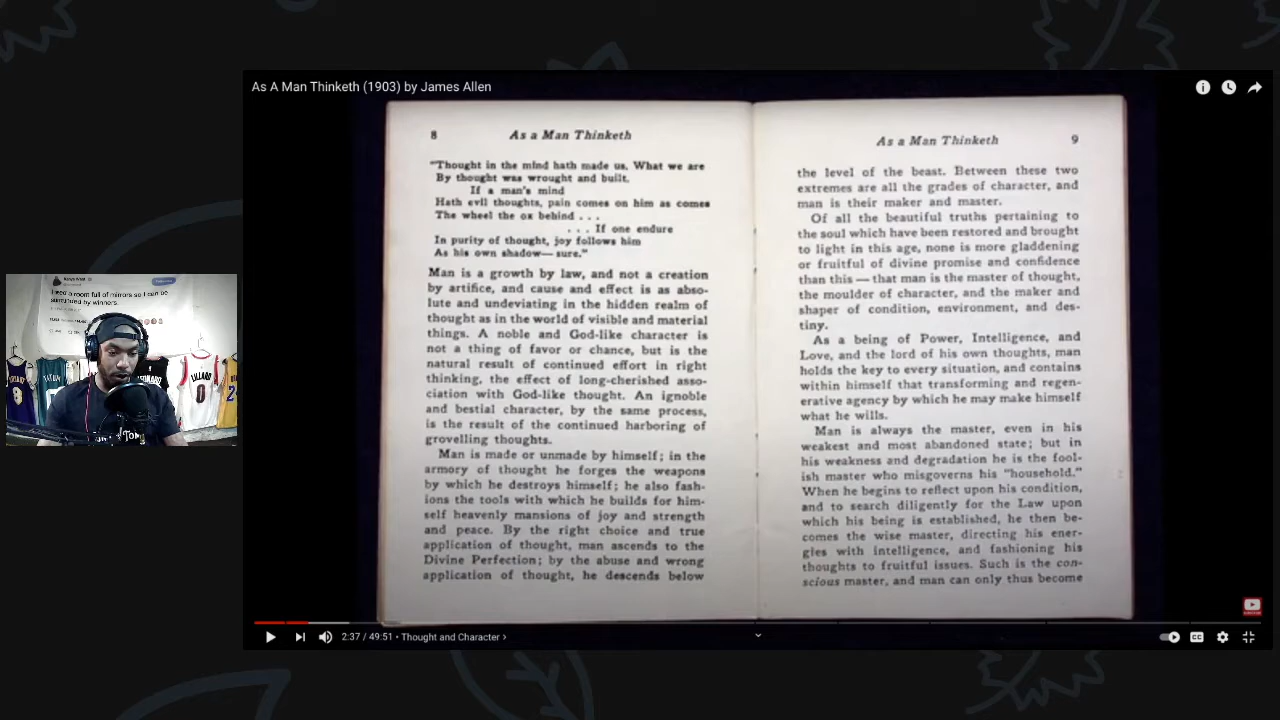 As A Man Thinketh (1903) by James Allen
8 As a Man Thinketh
"Thought in the mind hath made us. What we are
By thought was wrought and built.
If a man's mind
Hath evil thoughts, pain comes on him as comes
The wheel the ox behind . . .
. . . If one endure
In purity of thought, joy follows him
As his own shadow—sure."
Man is a growth by law, and not a creation
by artifice, and cause and effect is as abso-
lute and undeviating in the hidden realm of
thought as in the world of visible and material
things. A noble and God-like character is
not a thing of favor or chance, but is the
natural result of continued effort in right
thinking, the effect of long-cherished asso-
ciation with God-like thought. An ignoble
and bestial character, by the same process,
is the result of the continued harboring of
grovelling thoughts.
Man is made or unmade by himself; in the
armory of thought he forges the weapons
by which he destroys himself; he also fash-
ions the tools with which he builds for him-
self heavenly mansions of joy and strength
and peace. By the right choice and true
application of thought, man ascends to the
Divine Perfection; by the abuse and wrong
application of thought, he descends below
As a Man Thinketh 9
the level of the beast. Between these two
extremes are all the grades of character, and
man is their maker and master.
Of all the beautiful truths pertaining to
the soul which have been restored and brought
to light in this age, none is more gladdening
or fruitful of divine promise and confidence
than this — that man is the master of thought,
the moulder of character, and the maker and
shaper of condition, environment, and des-
tiny.
As a being of Power, Intelligence, and
Love, and the lord of his own thoughts, man
holds the key to every situation, and contains
within himself that transforming and regen-
erative agency by which he may make himself
what he wills.
Man is always the master, even in his
weakest and most abandoned state; but in
his weakness and degradation he is the fool-
ish master who misgoverns his "household."
When he begins to reflect upon his condition,
and to search diligently for the Law upon
which his being is established, he then be-
comes the wise master, directing his ener-
gies with intelligence, and fashioning his
thoughts to fruitful issues. Such is the con-
scious master, and man can only thus become
I need a room full of mirrors so I can be
surrounded by winners.
TATUM
LILLARD
0
8
2:37 / 49:51 • Thought and Character ›
CC